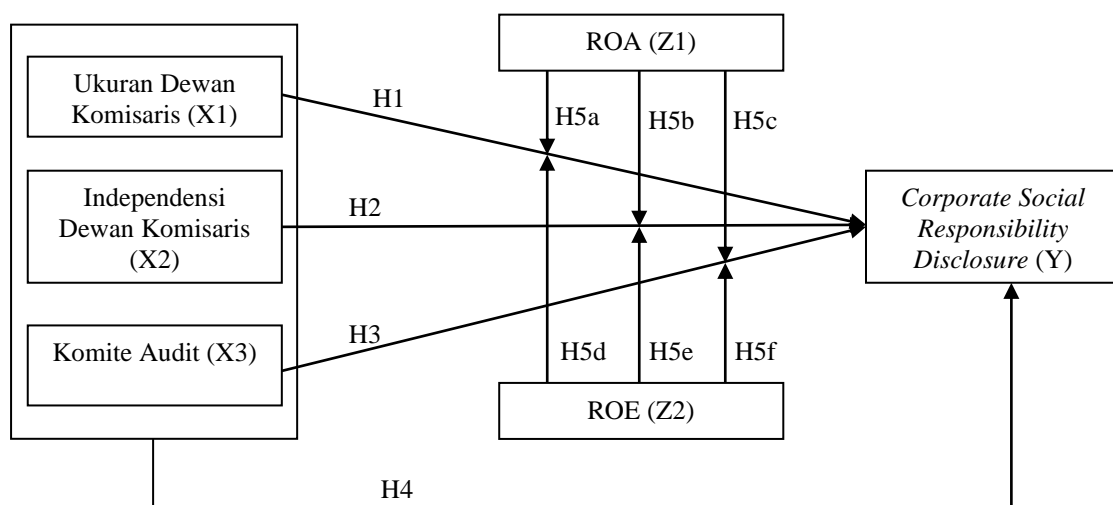 ROA (Z1)
Ukuran Dewan
Komisaris (X1)
H1
H5a
H5b
H5c
Independensi
Dewan Komisaris
(X2)
H2
Corporate Social
Responsibility
Disclosure (Y)
Komite Audit (X3)
H3
H5d
H5e
H5f
ROE (Z2)
H4